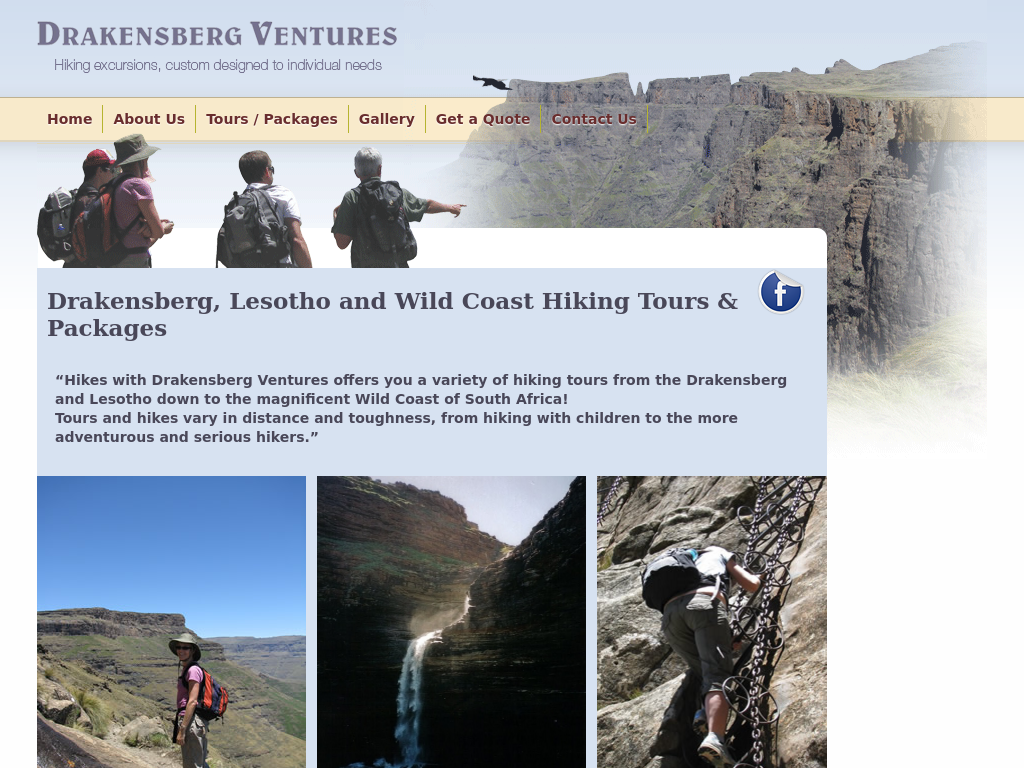 Drakensberg Ventures
Hiking excursions, custom designed to individual needs
Home About Us Tours / Packages Gallery Get a Quote Contact Us
Drakensberg, Lesotho and Wild Coast Hiking Tours &
Packages
“Hikes with Drakensberg Ventures offers you a variety of hiking tours from the Drakensberg
and Lesotho down to the magnificent Wild Coast of South Africa!
Tours and hikes vary in distance and toughness, from hiking with children to the more
adventurous and serious hikers.”